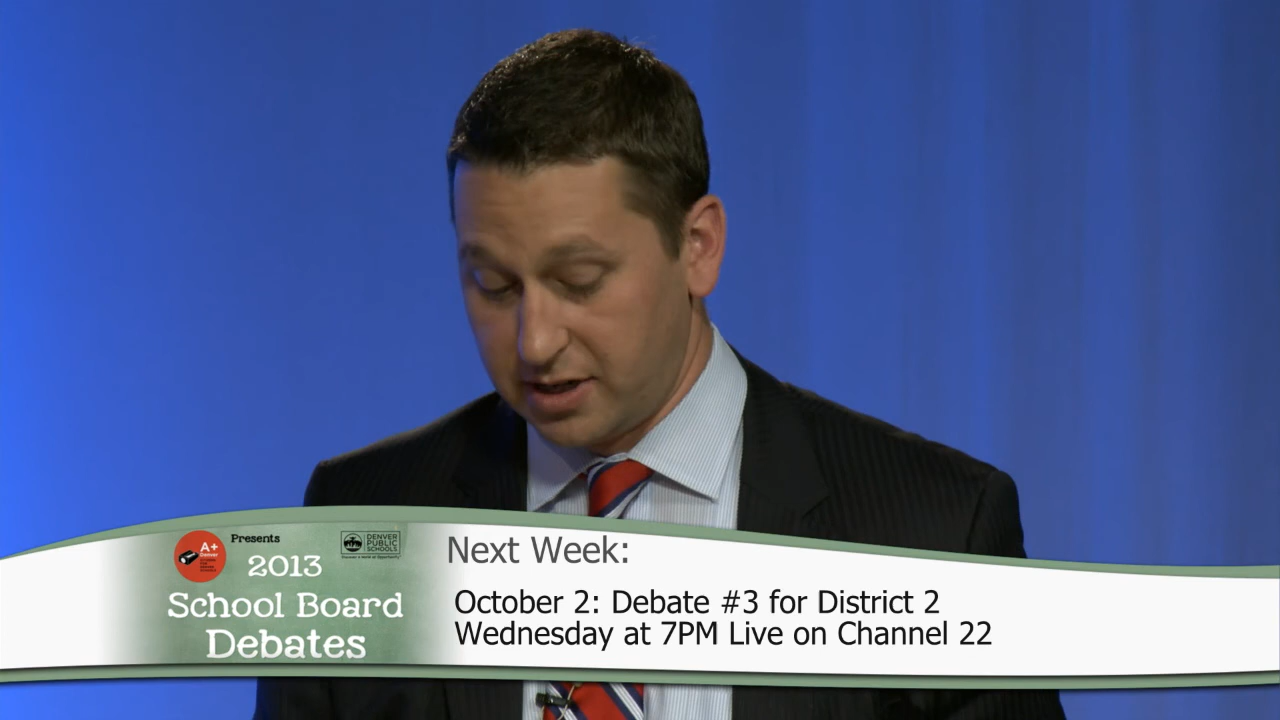 A+
Denver
Presents
DENVER
PUBLIC
SCHOOLS
2013
School Board
Debates
Next Week:
October 2: Debate #3 for District 2
Wednesday at 7PM Live on Channel 22